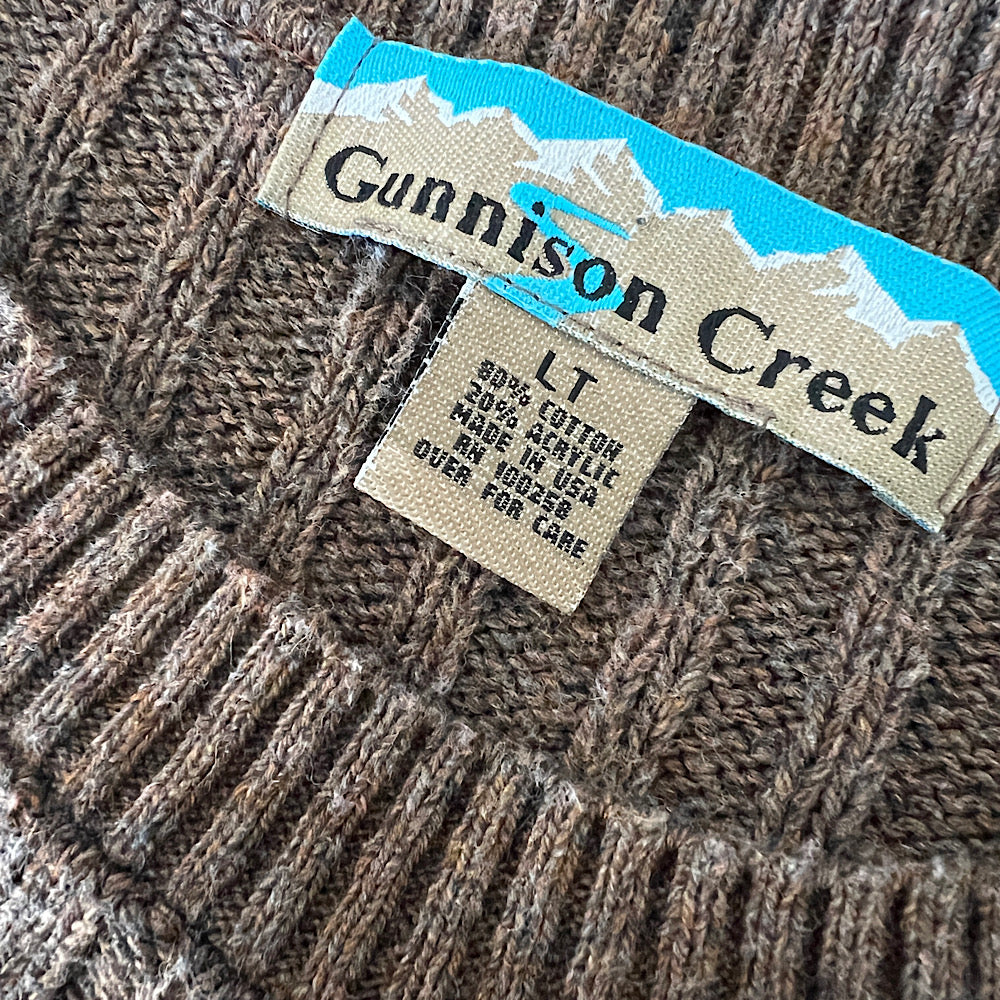 Gunnison Creek
LT
80% COTTON
20% ACRYLIC
MADE IN USA
RN 100258
OVER FOR CARE